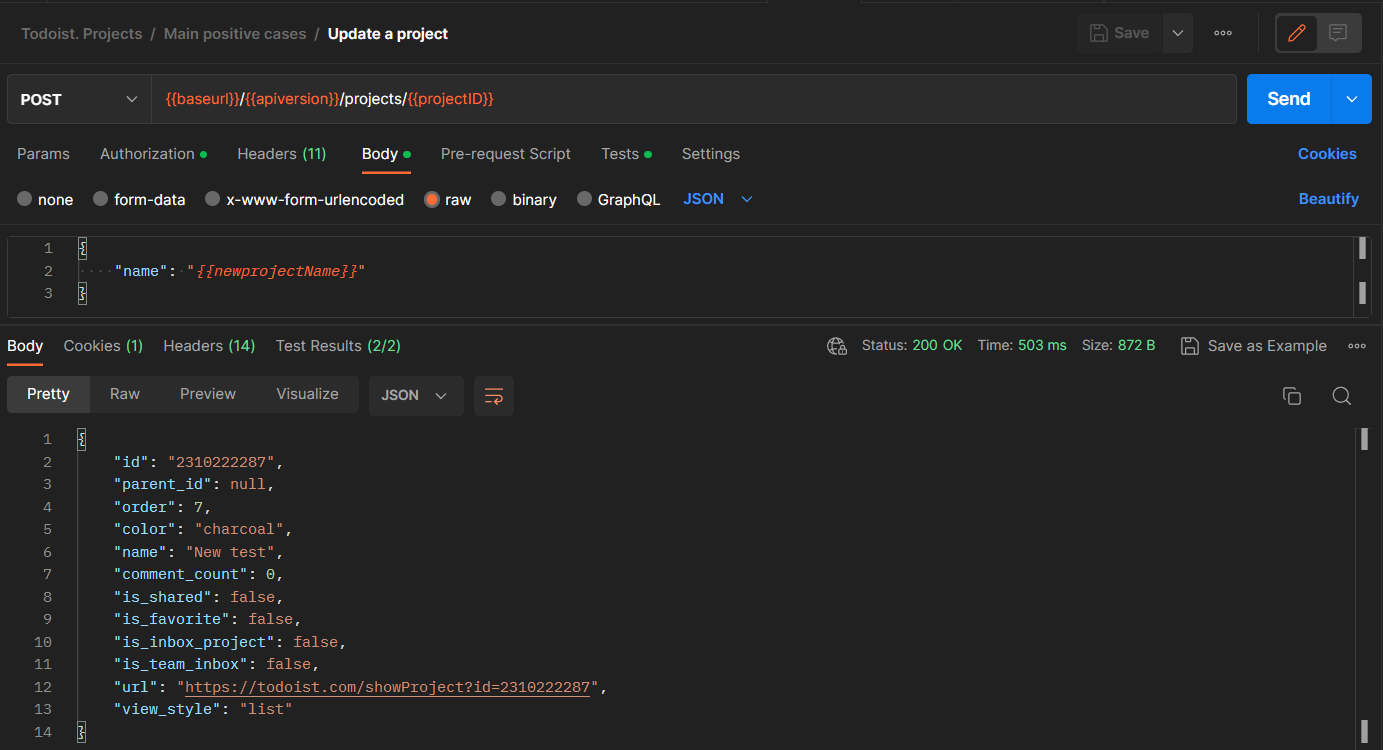 Todoist. Projects / Main positive cases / Update a project
Save
POST
{{baseurl}}/{{apiversion}}/projects/{{projectID}}
Send
Params Authorization Headers (11) Body Pre-request Script Tests Settings Cookies
none form-data x-www-form-urlencoded raw binary GraphQL JSON Beautify
1 {
2 "name": "{{newprojectName}}"
3 }
Body Cookies (1) Headers (14) Test Results (2/2) Status: 200 OK Time: 503 ms Size: 872 B Save as Example
Pretty Raw Preview Visualize JSON
1 {
2 "id": "2310222287",
3 "parent_id": null,
4 "order": 7,
5 "color": "charcoal",
6 "name": "New test",
7 "comment_count": 0,
8 "is_shared": false,
9 "is_favorite": false,
10 "is_inbox_project": false,
11 "is_team_inbox": false,
12 "url": "https://todoist.com/showProject?id=2310222287",
13 "view_style": "list"
14 }